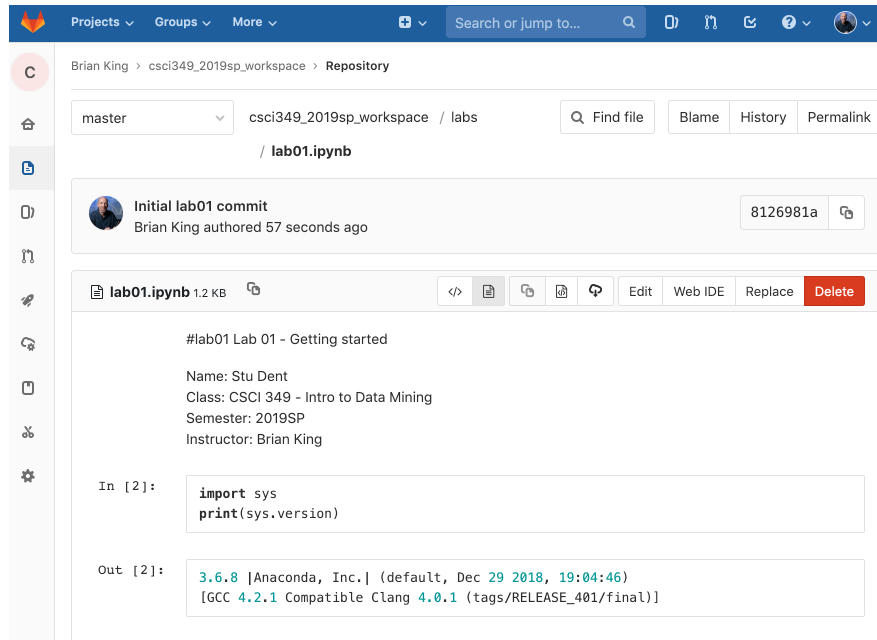 Projects Groups More Search or jump to...
C
Brian King › csci349_2019sp_workspace › Repository
master csci349_2019sp_workspace / labs Find file Blame History Permalink
/ lab01.ipynb
Initial lab01 commit
Brian King authored 57 seconds ago
8126981a
lab01.ipynb 1.2 KB </> Edit Web IDE Replace Delete
#lab01 Lab 01 - Getting started
Name: Stu Dent
Class: CSCI 349 - Intro to Data Mining
Semester: 2019SP
Instructor: Brian King
In [2]:
import sys
print(sys.version)
Out [2]:
3.6.8 |Anaconda, Inc.| (default, Dec 29 2018, 19:04:46)
[GCC 4.2.1 Compatible Clang 4.0.1 (tags/RELEASE_401/final)]